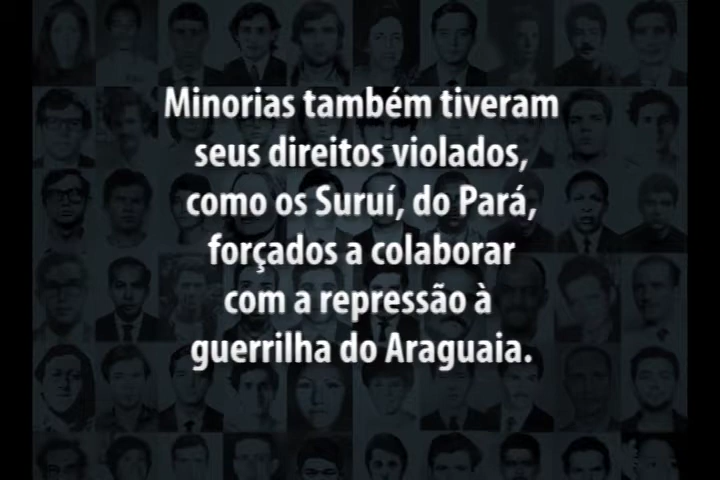 Minorias também tiveram
seus direitos violados,
como os Suruí, do Pará,
forçados a colaborar
com a repressão à
guerrilha do Araguaia.